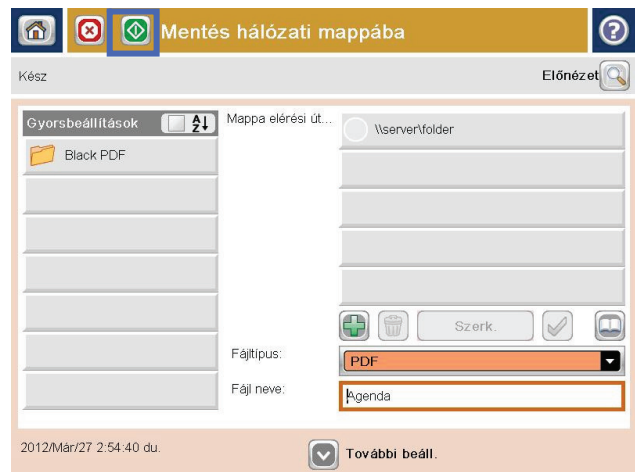 Mentés hálózati mappába
Kész
Előnézet
Gyorsbeállítások
Mappa elérési út...
\\server\folder
Black PDF
Szerk.
Fájltípus:
PDF
Fájl neve:
Agenda
2012/Már/27 2:54:40 du.
További beáll.